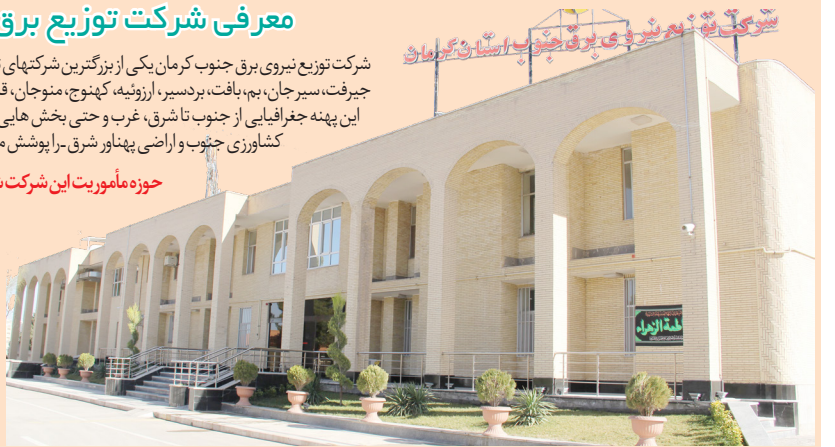 معرفی شرکت توزیع برق
شرکت توزیع نیروی برق جنوب استان کرمان
شرکت توزیع نیروی برق جنوب کرمان یکی از بزرگترین شرکتهای
جیرفت، سیرجان، بم، بافت، بردسیر، ارزوئیه، کهنوج، منوجان،
این پهنه جغرافیایی از جنوب تا شرق، غرب و حتی بخش هایی
کشاورزی جنوب و اراضی پهناور شرق ـ را پوشش
حوزه مأموریت این شرکت
فاطمة الزهراء